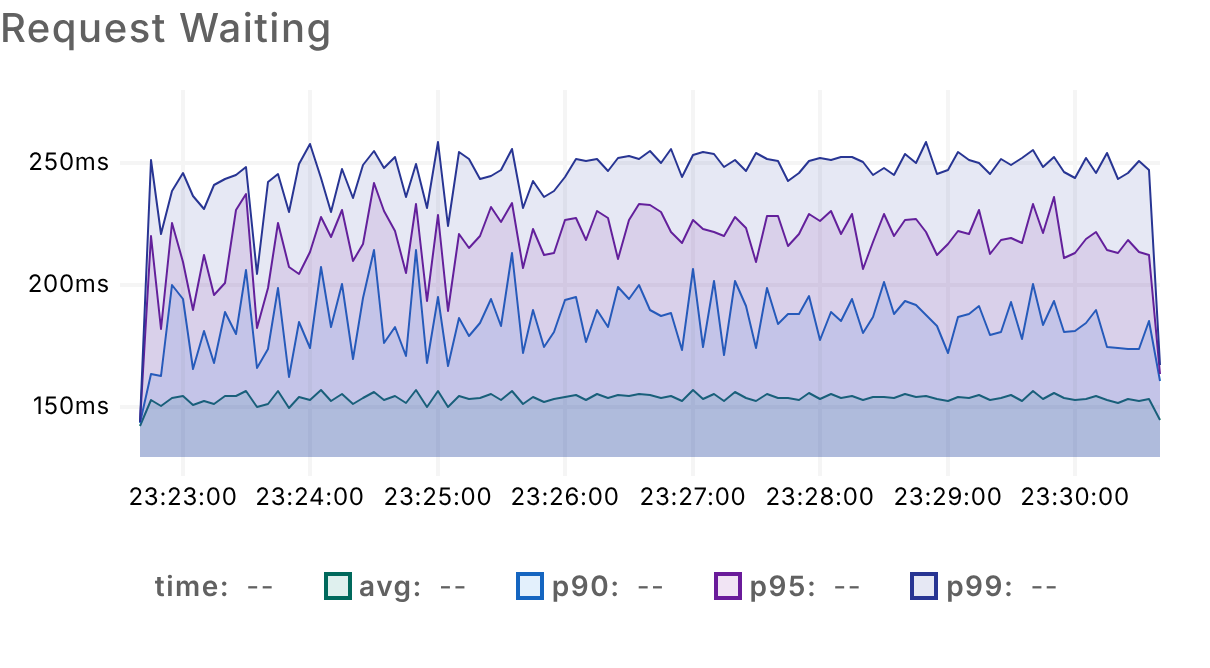 Request Waiting
250ms
200ms
150ms
23:23:00 23:24:00 23:25:00 23:26:00 23:27:00 23:28:00 23:29:00 23:30:00
time: -- avg: -- p90: -- p95: -- p99: --